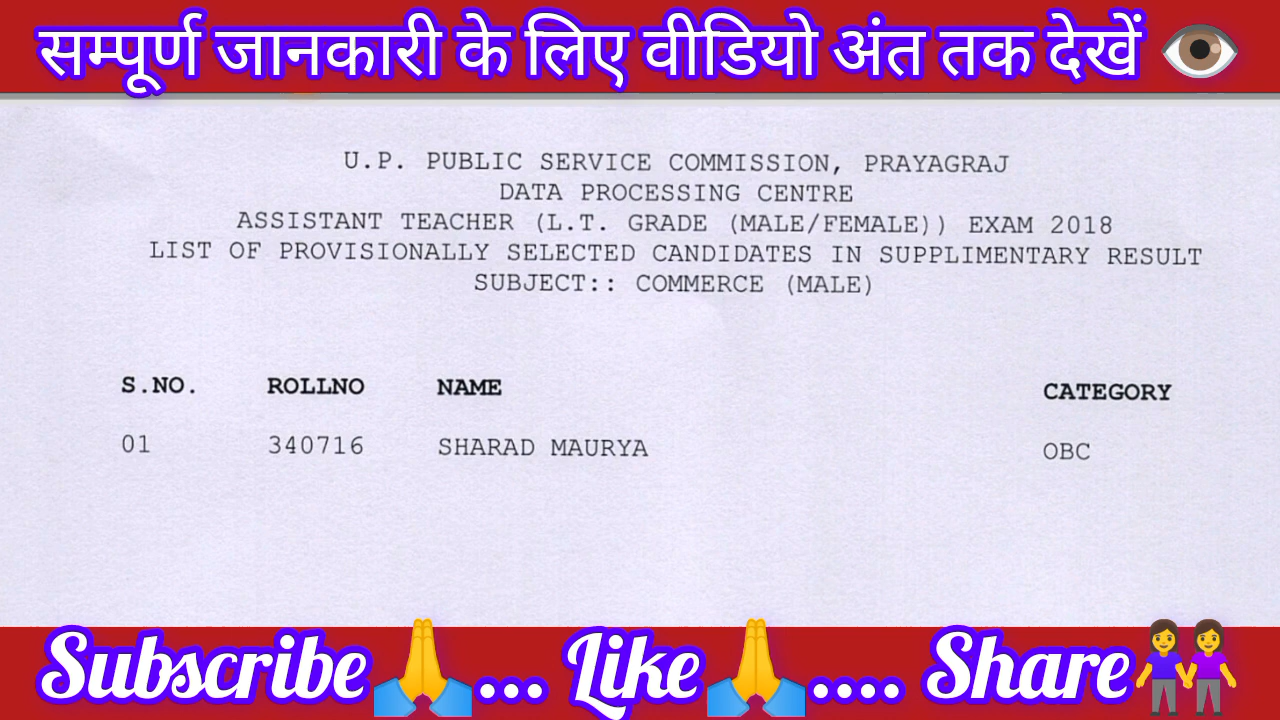 सम्पूर्ण जानकारी के लिए वीडियो अंत तक देखें
U.P. PUBLIC SERVICE COMMISSION, PRAYAGRAJ
DATA PROCESSING CENTRE
ASSISTANT TEACHER (L.T. GRADE (MALE/FEMALE)) EXAM 2018
LIST OF PROVISIONALLY SELECTED CANDIDATES IN SUPPLIMENTARY RESULT
SUBJECT:: COMMERCE (MALE)
S.NO. ROLLNO NAME CATEGORY
01 340716 SHARAD MAURYA OBC
Subscribe🙏... Like🙏.... Share👭